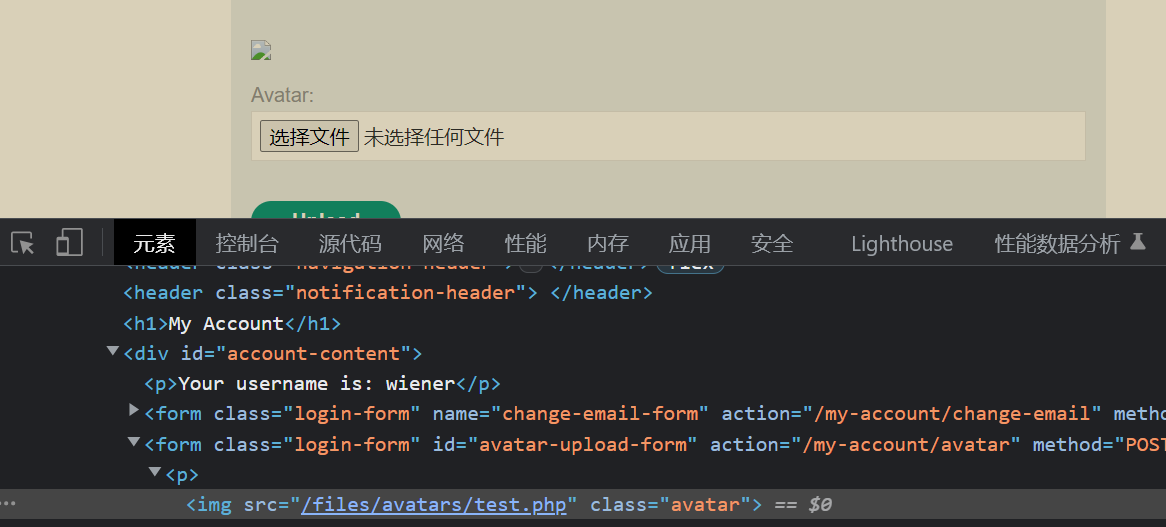 Avatar:
选择文件 未选择任何文件
Upload
元素 控制台 源代码 网络 性能 内存 应用 安全 Lighthouse 性能数据分析
<header class="navigation-header"> … </header> flex
<header class="notification-header"> </header>
<h1>My Account</h1>
<div id="account-content">
<p>Your username is: wiener</p>
<form class="login-form" name="change-email-form" action="/my-account/change-email" metho
<form class="login-form" id="avatar-upload-form" action="/my-account/avatar" method="POST
<p>
… <img src="/files/avatars/test.php" class="avatar"> == $0